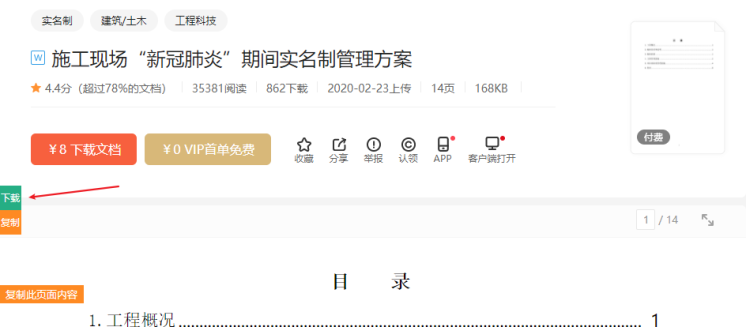 实名制 建筑/土木 工程科技
W 施工现场“新冠肺炎”期间实名制管理方案
4.4分（超过78%的文档） 35381阅读 862下载 2020-02-23上传 14页 168KB
付费
¥8 下载文档 ¥0 VIP首单免费 收藏 分享 举报 认领 APP 客户端打开
下载
复制
1 / 14
目 录
复制此页面内容
1. 工程概况 1